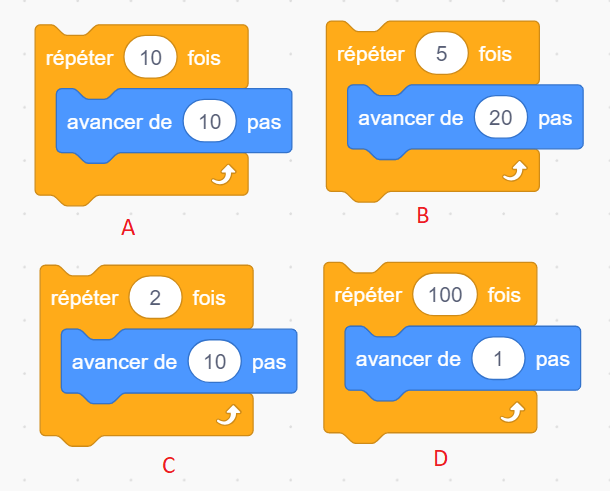 répéter 10 fois
avancer de 10 pas
A
répéter 5 fois
avancer de 20 pas
B
répéter 2 fois
avancer de 10 pas
C
répéter 100 fois
avancer de 1 pas
D